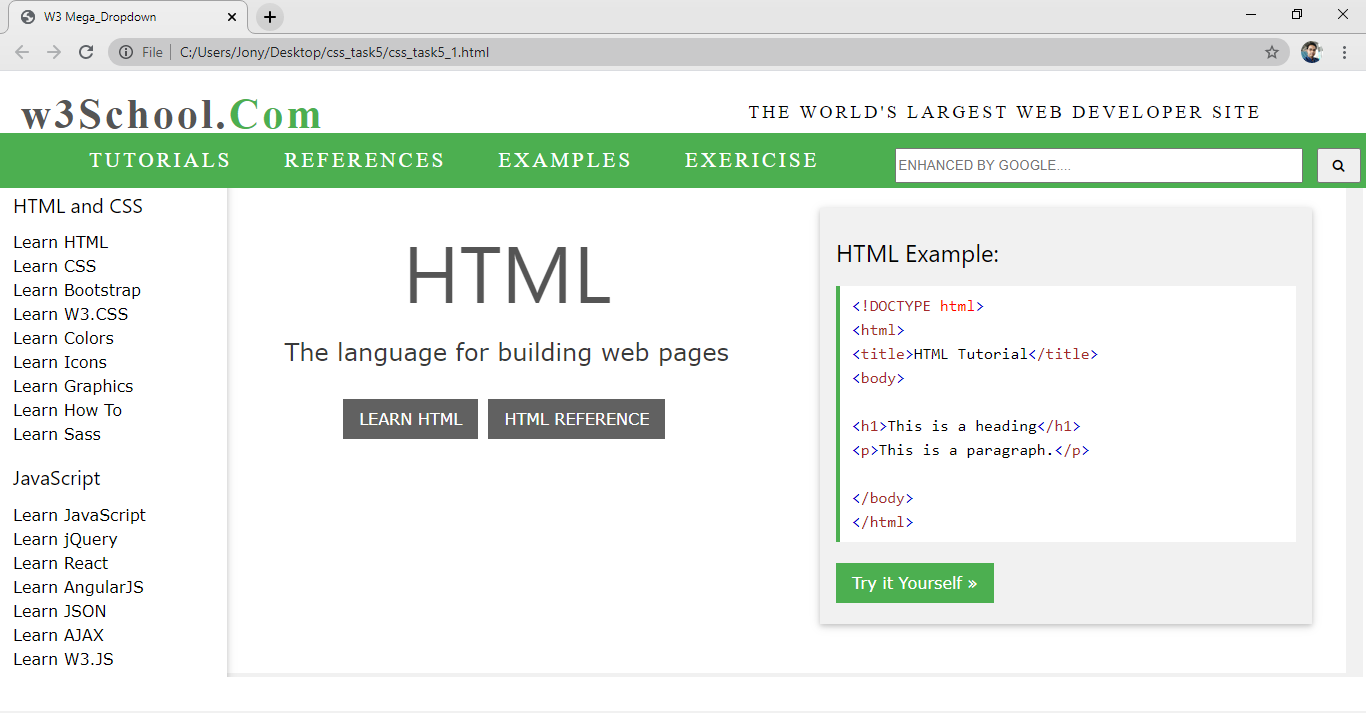 W3 Mega_Dropdown
File C:/Users/Jony/Desktop/css_task5/css_task5_1.html
w3School.Com
THE WORLD'S LARGEST WEB DEVELOPER SITE
TUTORIALS REFERENCES EXAMPLES EXERICISE
ENHANCED BY GOOGLE....
HTML and CSS
Learn HTML
Learn CSS
Learn Bootstrap
Learn W3.CSS
Learn Colors
Learn Icons
Learn Graphics
Learn How To
Learn Sass
JavaScript
Learn JavaScript
Learn jQuery
Learn React
Learn AngularJS
Learn JSON
Learn AJAX
Learn W3.JS
HTML
The language for building web pages
LEARN HTML HTML REFERENCE
HTML Example:
<!DOCTYPE html>
<html>
<title>HTML Tutorial</title>
<body>
<h1>This is a heading</h1>
<p>This is a paragraph.</p>
</body>
</html>
Try it Yourself »